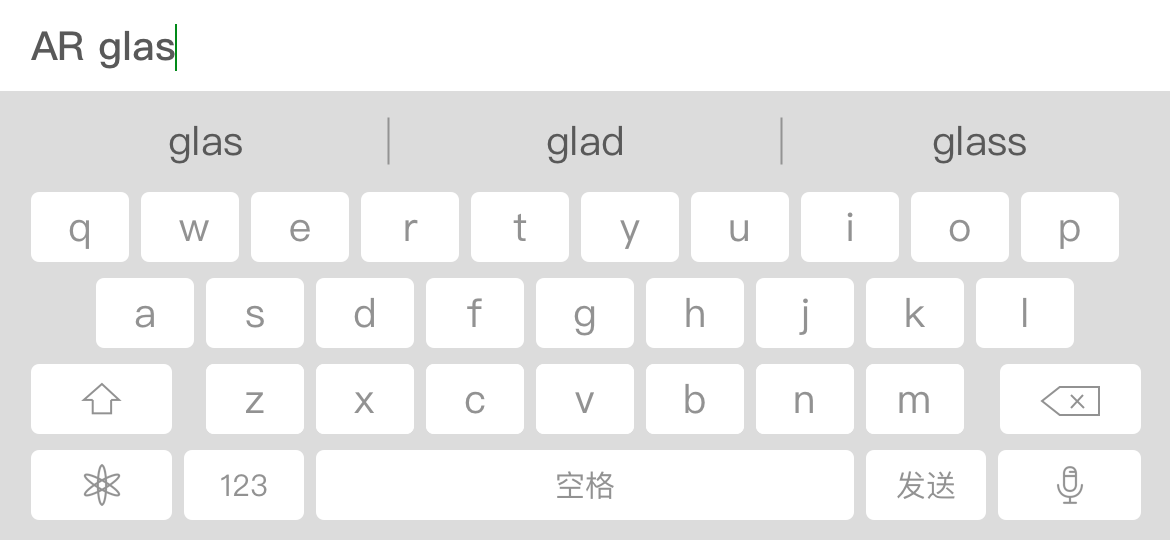 AR glas
glas glad glass
q w e r t y u i o p
a s d f g h j k l
z x c v b n m
123 空格 发送